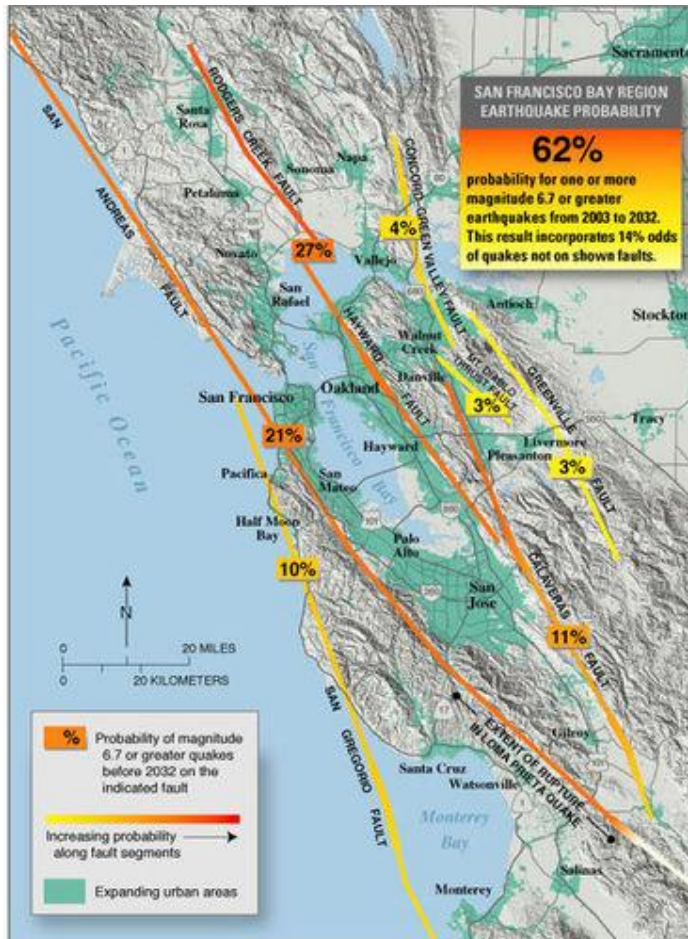 Sacramento
SAN FRANCISCO BAY REGION
EARTHQUAKE PROBABILITY
62%
probability for one or more
magnitude 6.7 or greater
earthquakes from 2003 to 2032.
This result incorporates 14% odds
of quakes not on shown faults.
SAN
ANDREAS
FAULT
RODGERS
CREEK
FAULT
Santa
Rosa
Sonoma
Napa
CONCORD-GREEN VALLEY FAULT
4%
Petaluma
27%
Novato
Vallejo
San
Rafael
HAYWARD
FAULT
Antioch
Stockton
Walnut
Creek
MT. DIABLO
THRUST FAULT
GREENVILLE
FAULT
Danville
3%
Pacific Ocean
San Francisco
San
Francisco
Bay
Oakland
Tracy
21%
Hayward
Livermore
Pleasanton
3%
Pacifica
San
Mateo
Half Moon
Bay
Palo
Alto
10%
San
Jose
CALAVERAS
FAULT
11%
N
0 20 MILES
0 20 KILOMETERS
SAN
GREGORIO
FAULT
EXTENT OF RUPTURE
IN LOMA PRIETA QUAKE
Gilroy
Santa Cruz
Watsonville
Monterey
Bay
Salinas
Monterey
%
Probability of magnitude
6.7 or greater quakes
before 2032 on the
indicated fault
Increasing probability
along fault segments
Expanding urban areas